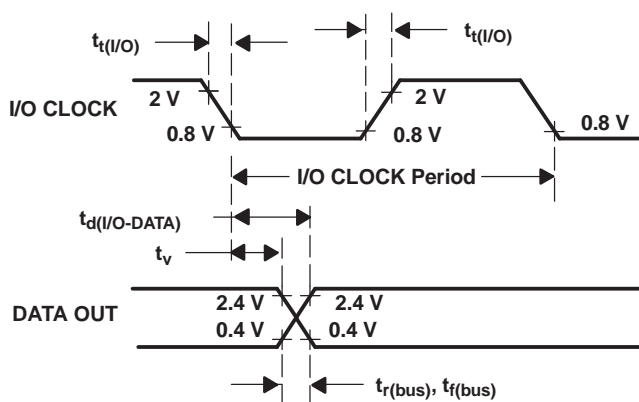 t_t(I/O)
t_t(I/O)
I/O CLOCK
2 V
2 V
0.8 V
0.8 V
0.8 V
I/O CLOCK Period
t_d(I/O-DATA)
t_v
DATA OUT
2.4 V
2.4 V
0.4 V
0.4 V
t_r(bus), t_f(bus)